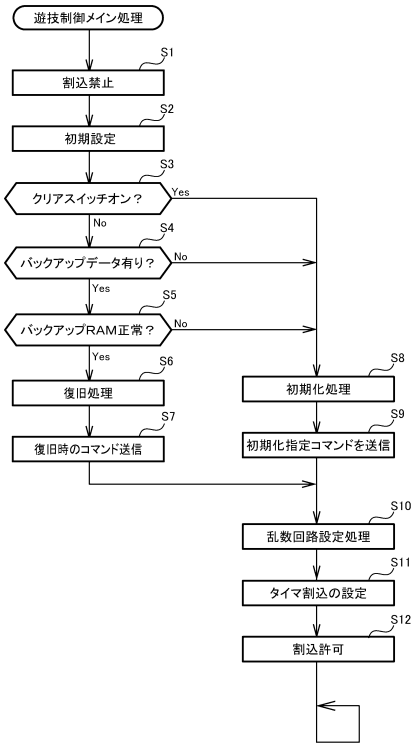 遊技制御メイン処理
S1
割込禁止
S2
初期設定
S3
クリアスイッチオン？
Yes
No
S4
バックアップデータ有り？
No
Yes
S5
バックアップRAM正常？
No
Yes
S6
復旧処理
S7
復旧時のコマンド送信
S8
初期化処理
S9
初期化指定コマンドを送信
S10
乱数回路設定処理
S11
タイマ割込の設定
S12
割込許可